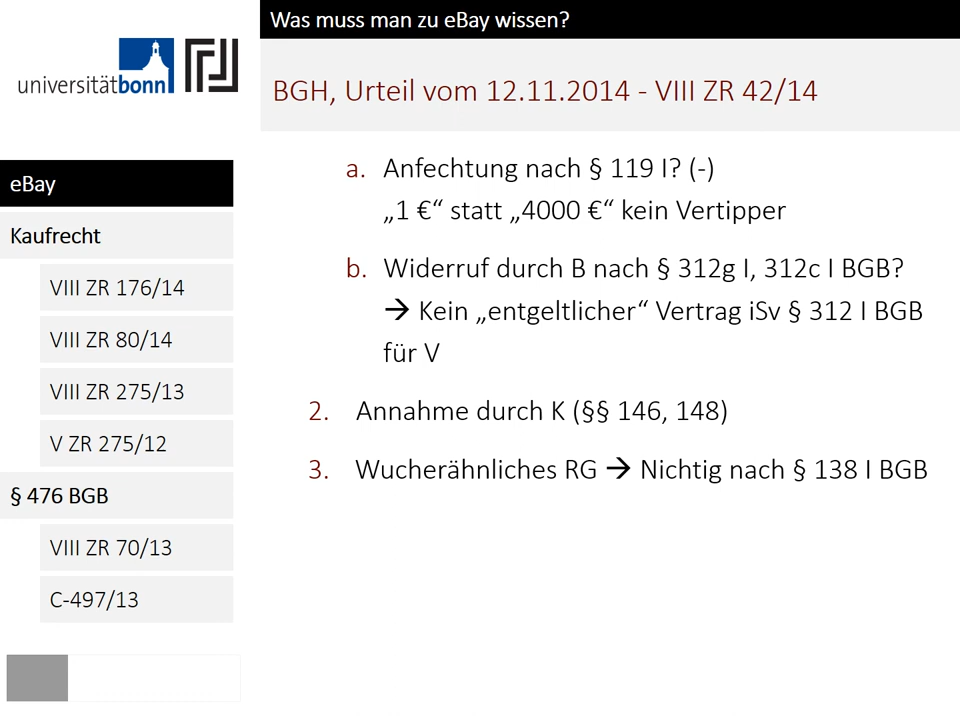 Was muss man zu eBay wissen?
universitätbonn
BGH, Urteil vom 12.11.2014 - VIII ZR 42/14
eBay
Kaufrecht
VIII ZR 176/14
VIII ZR 80/14
VIII ZR 275/13
V ZR 275/12
§ 476 BGB
VIII ZR 70/13
C-497/13
a. Anfechtung nach § 119 I? (-)
„1 €“ statt „4000 €“ kein Vertipper
b. Widerruf durch B nach § 312g I, 312c I BGB?
→ Kein „entgeltlicher“ Vertrag iSv § 312 I BGB
für V
2. Annahme durch K (§§ 146, 148)
3. Wucherähnliches RG → Nichtig nach § 138 I BGB